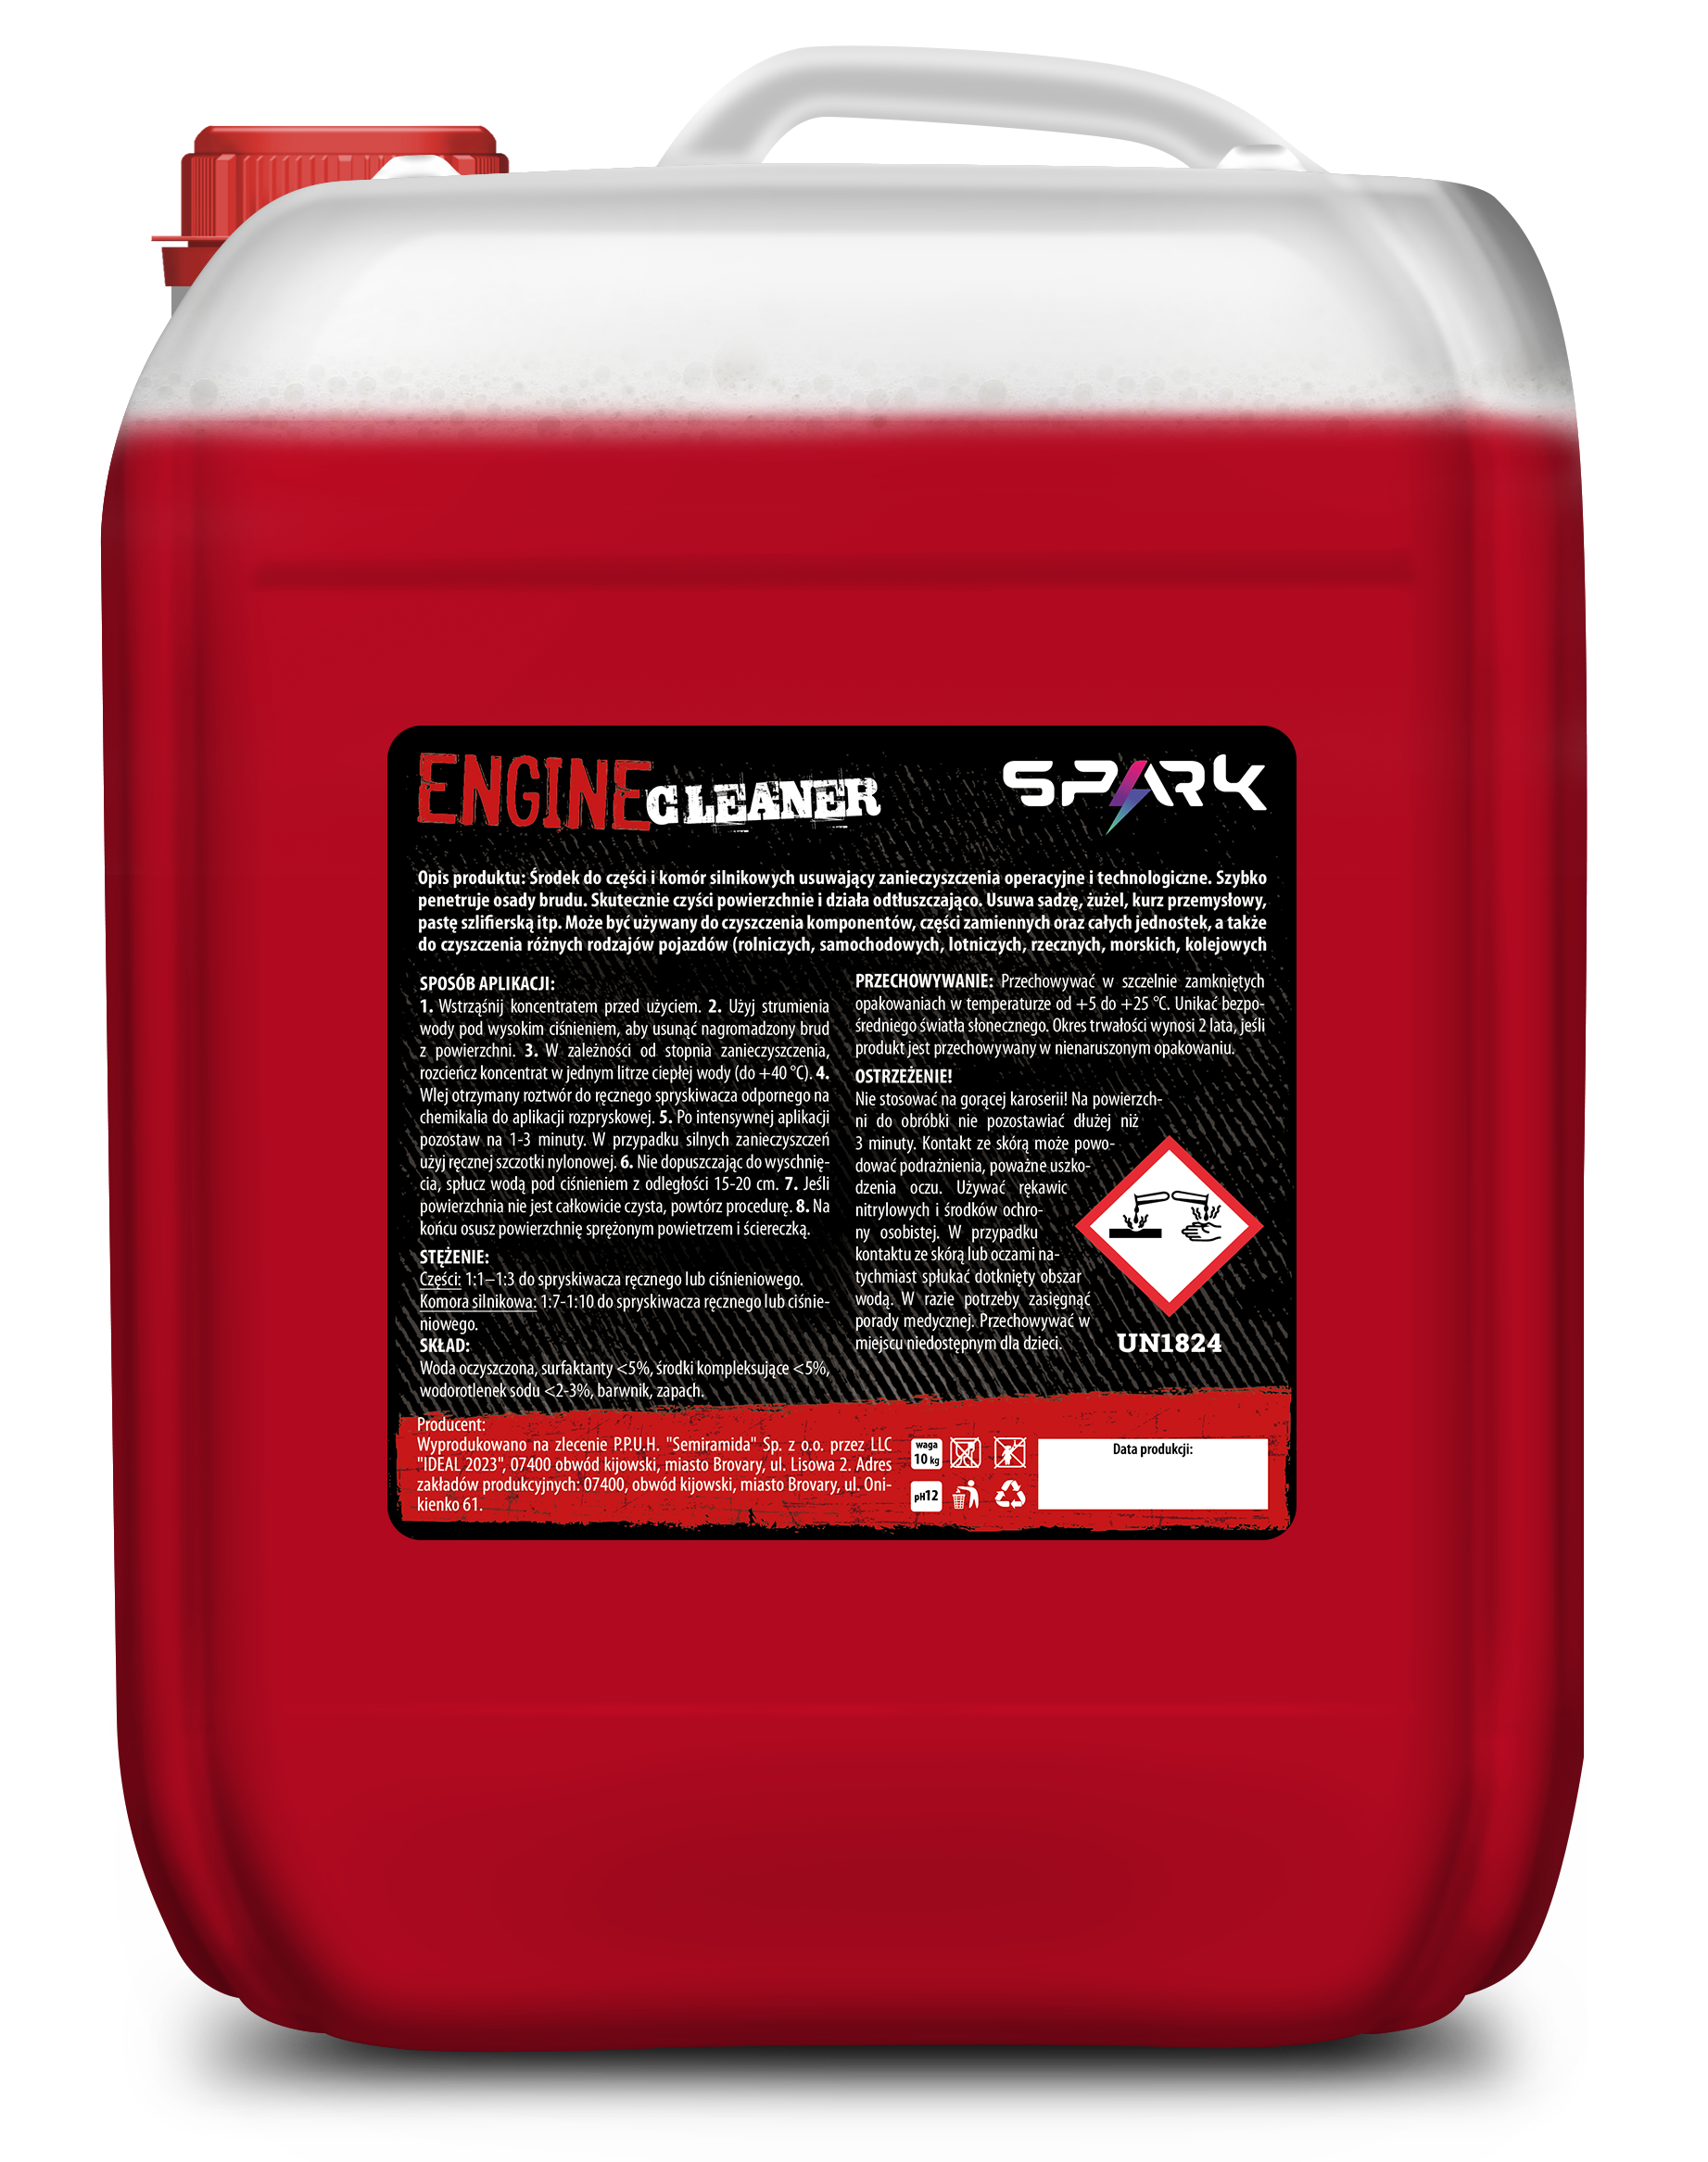 ENGINE CLEANER
SPARK
Opis produktu: Środek do części i komór silnikowych usuwający zanieczyszczenia operacyjne i technologiczne. Szybko
penetruje osady brudu. Skutecznie czyści powierzchnie i działa odtłuszczająco. Usuwa sadzę, żużel, kurz przemysłowy,
pastę szlifierską itp. Może być używany do czyszczenia komponentów, części zamiennych oraz całych jednostek, a także
do czyszczenia różnych rodzajów pojazdów (rolniczych, samochodowych, lotniczych, rzecznych, morskich, kolejowych
SPOSÓB APLIKACJI:
1. Wstrząśnij koncentratem przed użyciem. 2. Użyj strumienia
wody pod wysokim ciśnieniem, aby usunąć nagromadzony brud
z powierzchni. 3. W zależności od stopnia zanieczyszczenia,
rozcieńcz koncentrat w jednym litrze ciepłej wody (do +40 °C). 4.
Wlej otrzymany roztwór do ręcznego spryskiwacza odpornego na
chemikalia do aplikacji rozpryskowej. 5. Po intensywnej aplikacji
pozostaw na 1-3 minuty. W przypadku silnych zanieczyszczeń
użyj ręcznej szczotki nylonowej. 6. Nie dopuszczając do wyschnię-
cia, spłucz wodą pod ciśnieniem z odległości 15-20 cm. 7. Jeśli
powierzchnia nie jest całkowicie czysta, powtórz procedurę. 8. Na
końcu osusz powierzchnię sprężonym powietrzem i ściereczką.
STĘŻENIE:
Części: 1:1–1:3 do spryskiwacza ręcznego lub ciśnieniowego.
Komora silnikowa: 1:7-1:10 do spryskiwacza ręcznego lub ciśnie-
niowego.
SKŁAD:
Woda oczyszczona, surfaktanty <5%, środki kompleksujące <5%,
wodorotlenek sodu <2-3%, barwnik, zapach.
PRZECHOWYWANIE: Przechowywać w szczelnie zamkniętych
opakowaniach w temperaturze od +5 do +25 °C. Unikać bezpo-
średniego światła słonecznego. Okres trwałości wynosi 2 lata, jeśli
produkt jest przechowywany w nienaruszonym opakowaniu.
OSTRZEŻENIE!
Nie stosować na gorącej karoserii! Na powierzch-
ni do obróbki nie pozostawiać dłużej niż
3 minuty. Kontakt ze skórą może powo-
dować podrażnienia, poważne uszko-
dzenia oczu. Używać rękawic
nitrylowych i środków ochro-
ny osobistej. W przypadku
kontaktu ze skórą lub oczami na-
tychmiast spłukać dotknięty obszar
wodą. W razie potrzeby zasięgnąć
porady medycznej. Przechowywać w
miejscu niedostępnym dla dzieci.
UN1824
Producent:
Wyprodukowano na zlecenie P.P.U.H. "Semiramida" Sp. z o.o. przez LLC
"IDEAL 2023", 07400 obwód kijowski, miasto Brovary, ul. Lisowa 2. Adres
zakładów produkcyjnych: 07400, obwód kijowski, miasto Brovary, ul. Oni-
kienko 61.
waga
10 kg
pH12
Data produkcji: